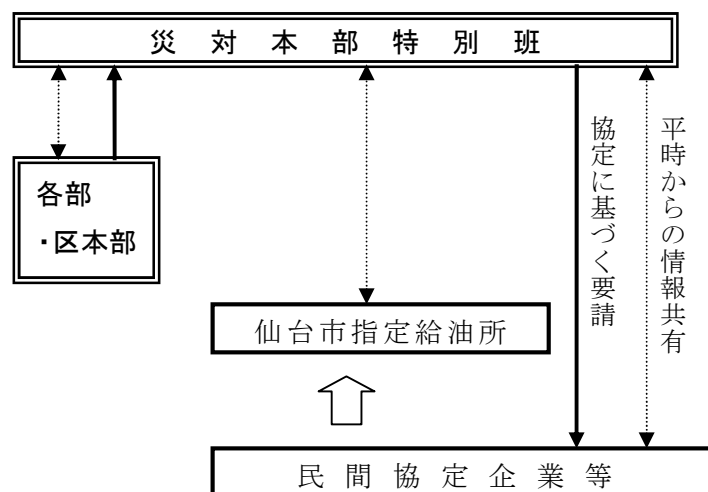 災対本部特別班
各部
・区本部
協定に基づく要請
平時からの情報共有
仙台市指定給油所
民間協定企業等